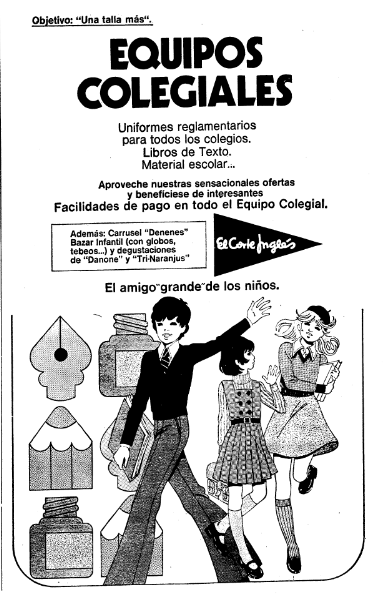 Objetivo: "Una talla más".
EQUIPOS
COLEGIALES
Uniformes reglamentarios
para todos los colegios.
Libros de Texto.
Material escolar...
Aproveche nuestras sensacionales ofertas
y benefíciese de interesantes
Facilidades de pago en todo el Equipo Colegial.
Además: Carrusel "Denenes"
Bazar Infantil (con globos,
tebeos...) y degustaciones
de "Danone" y "Tri-Naranjus"
El Corte Inglés
El amigo "grande" de los niños.